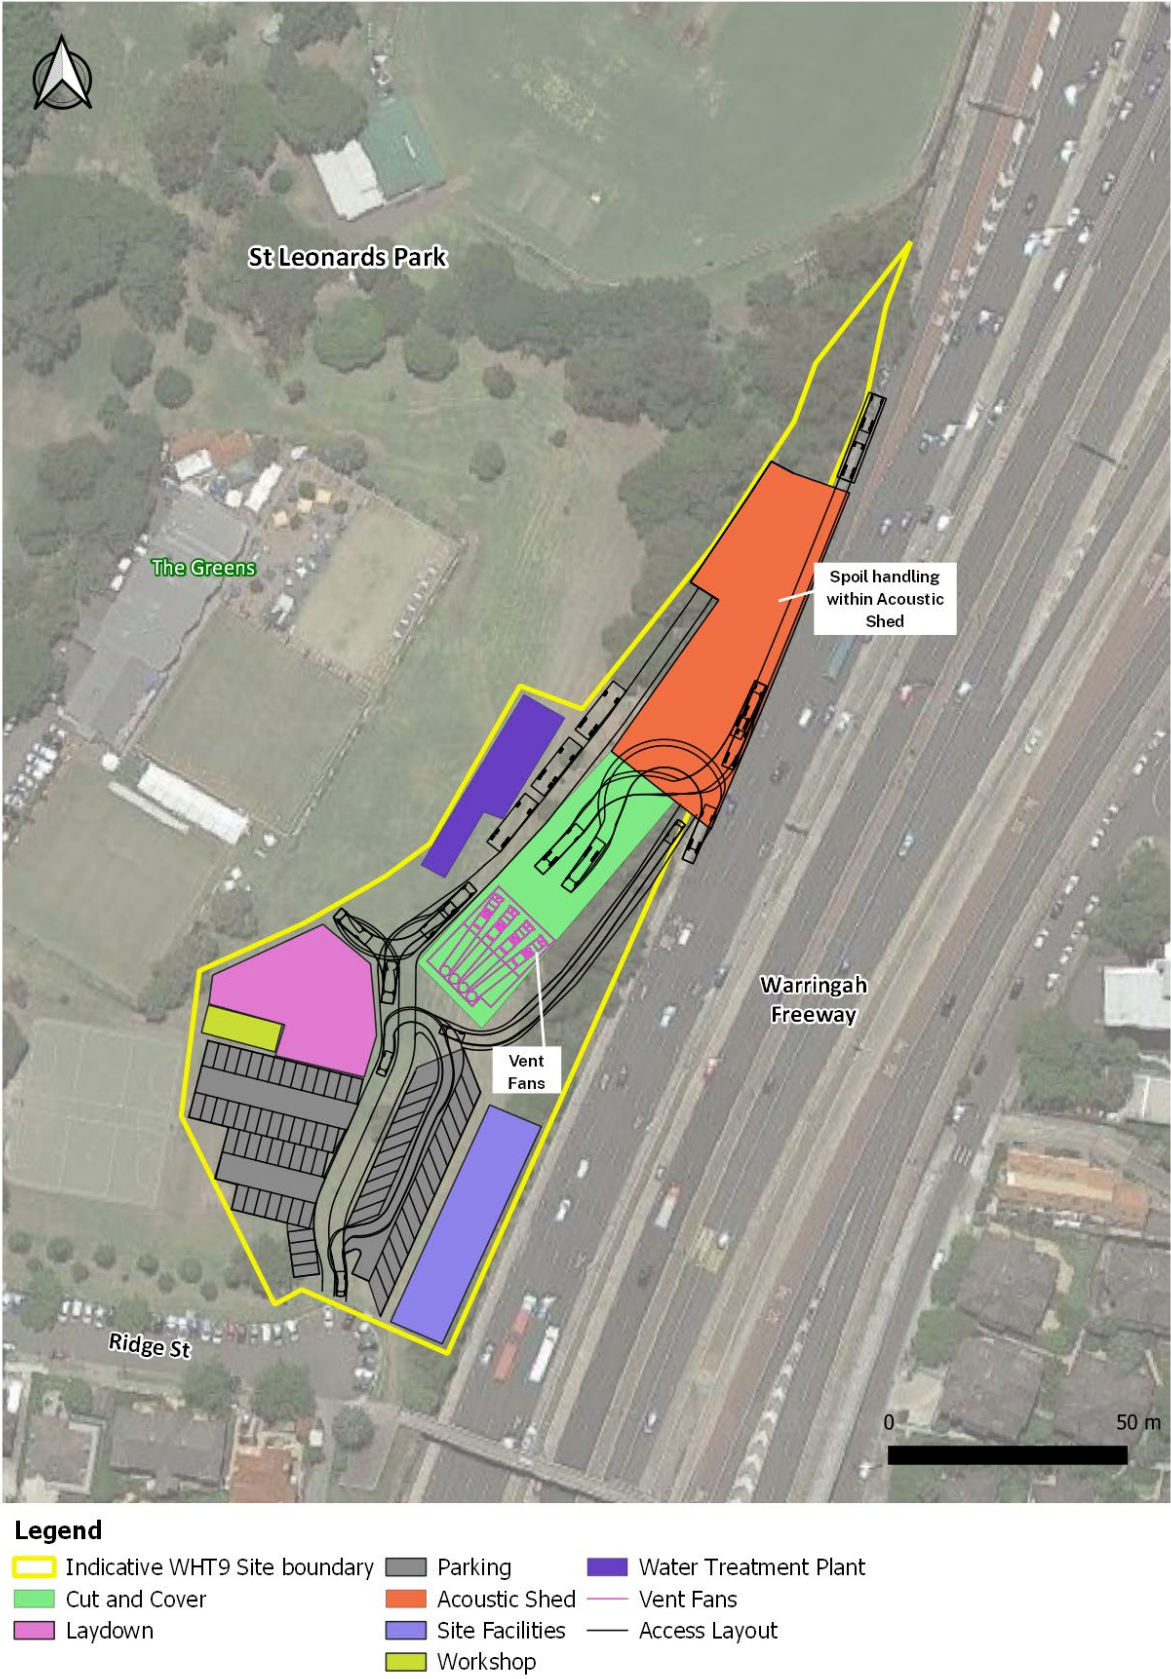 St Leonards Park
The Greens
Spoil handling
within Acoustic
Shed
Warringah
Freeway
Vent
Fans
Ridge St
0 50 m
Legend
Indicative WHT9 Site boundary
Cut and Cover
Laydown
Parking
Acoustic Shed
Site Facilities
Workshop
Water Treatment Plant
Vent Fans
Access Layout